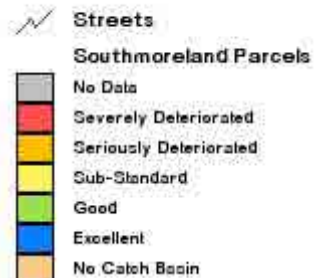 Streets
Southmoreland Parcels
No Data
Severely Deteriorated
Seriously Deteriorated
Sub-Standard
Good
Excellent
No Catch Basin